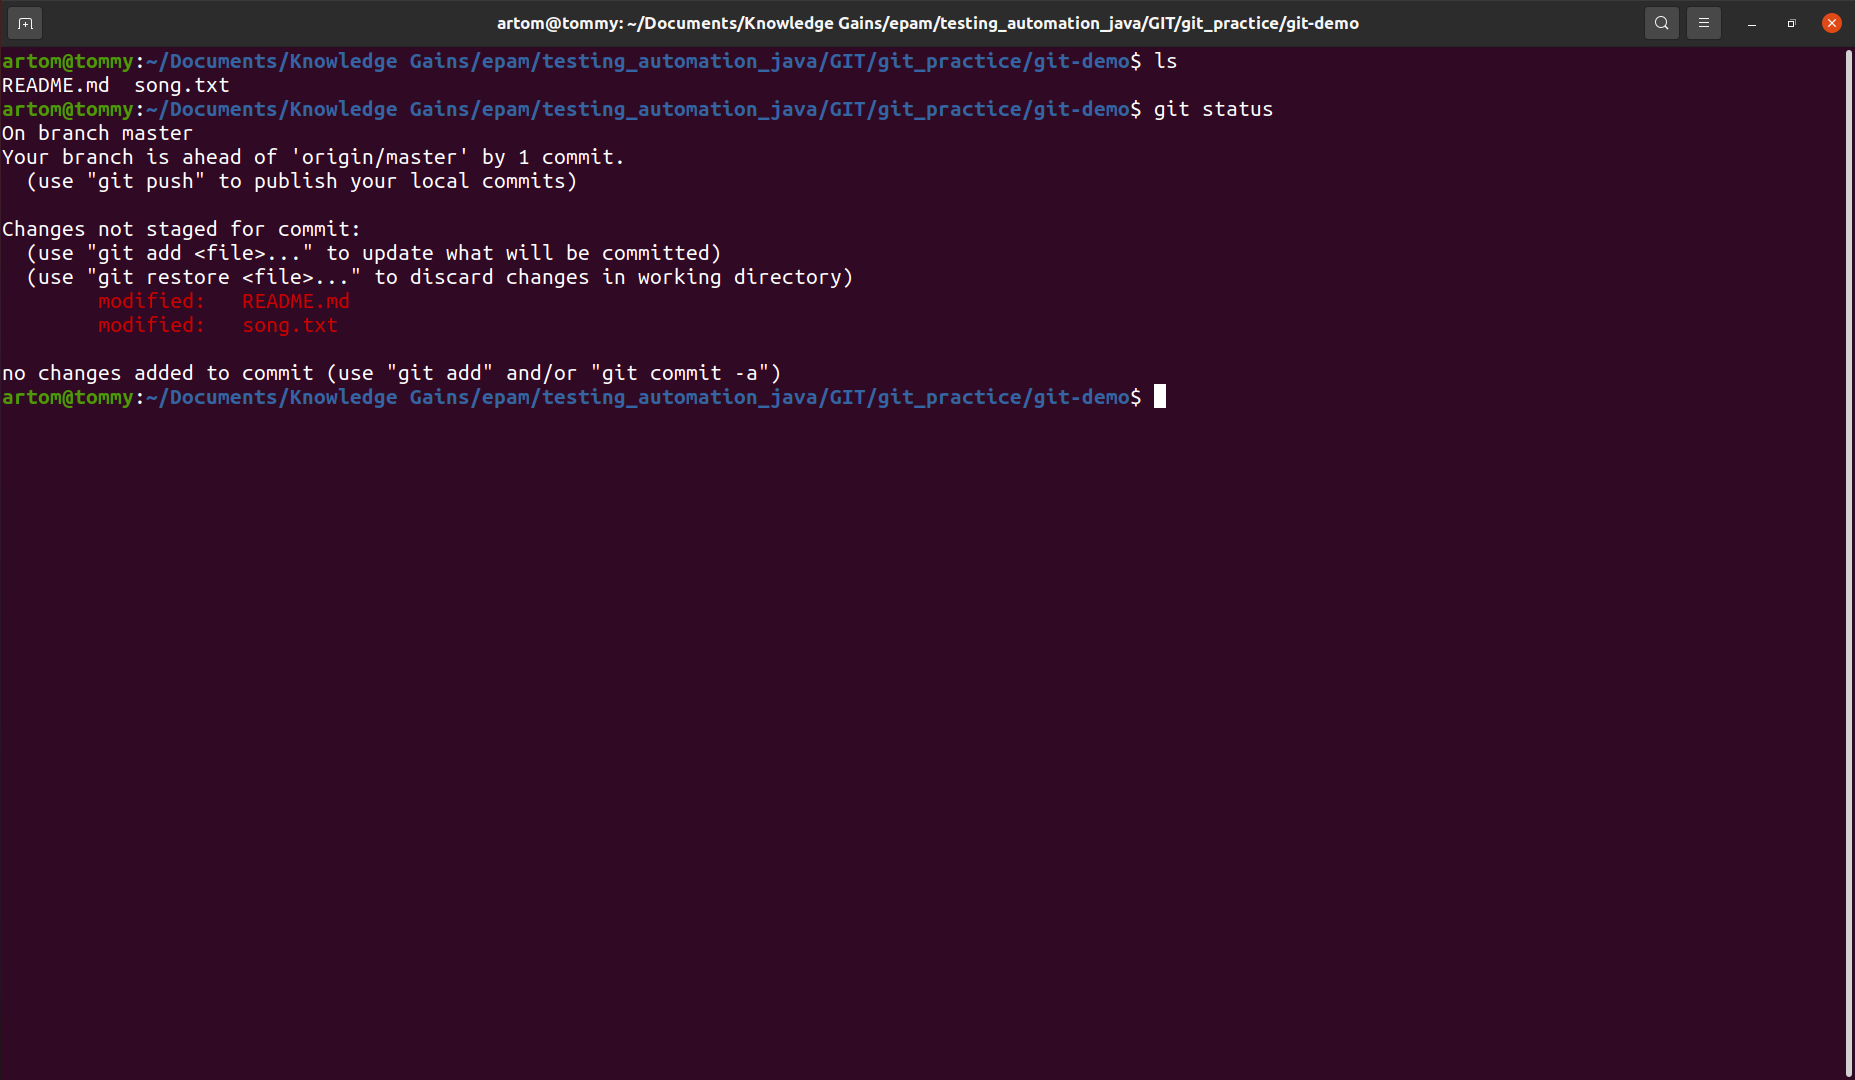 artom@tommy: ~/Documents/Knowledge Gains/epam/testing_automation_java/GIT/git_practice/git-demo
artom@tommy:~/Documents/Knowledge Gains/epam/testing_automation_java/GIT/git_practice/git-demo$ ls
README.md  song.txt
artom@tommy:~/Documents/Knowledge Gains/epam/testing_automation_java/GIT/git_practice/git-demo$ git status
On branch master
Your branch is ahead of 'origin/master' by 1 commit.
  (use "git push" to publish your local commits)

Changes not staged for commit:
  (use "git add <file>..." to update what will be committed)
  (use "git restore <file>..." to discard changes in working directory)
        modified:   README.md
        modified:   song.txt

no changes added to commit (use "git add" and/or "git commit -a")
artom@tommy:~/Documents/Knowledge Gains/epam/testing_automation_java/GIT/git_practice/git-demo$